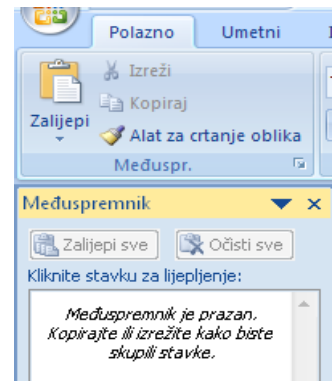 Polazno Umetni
Izreži
Kopiraj
Zalijepi
Alat za crtanje oblika
Međuspr.
Međuspremnik
Zalijepi sve Očisti sve
Kliknite stavku za lijepljenje:
Međuspremnik je prazan.
Kopirajte ili izrežite kako biste
skupili stavke.